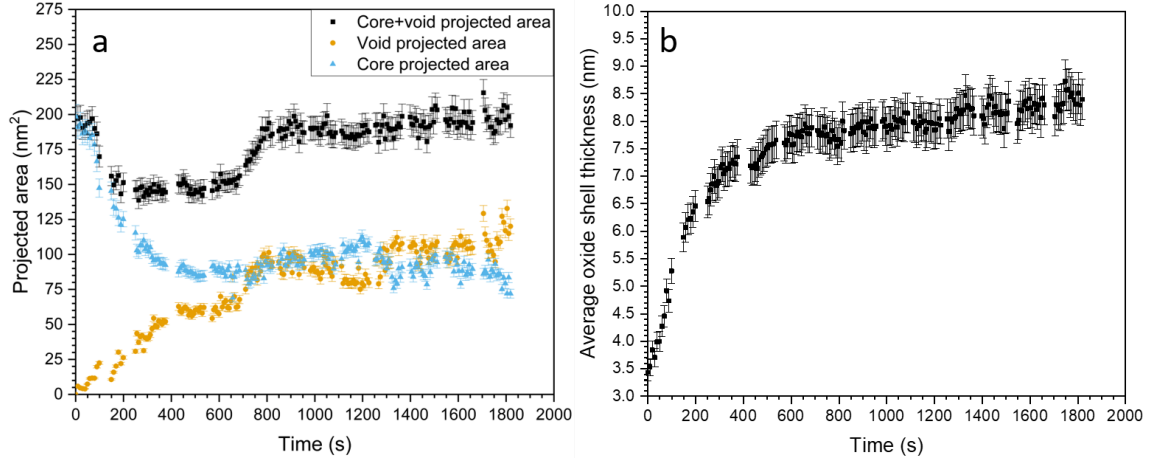 a
Core+void projected area
Void projected area
Core projected area
Projected area (nm²)
275
250
225
200
175
150
125
100
75
50
25
0
0 200 400 600 800 1000 1200 1400 1600 1800 2000
Time (s)
b
Average oxide shell thickness (nm)
10.0
9.5
9.0
8.5
8.0
7.5
7.0
6.5
6.0
5.5
5.0
4.5
4.0
3.5
3.0
0 200 400 600 800 1000 1200 1400 1600 1800 2000
Time (s)